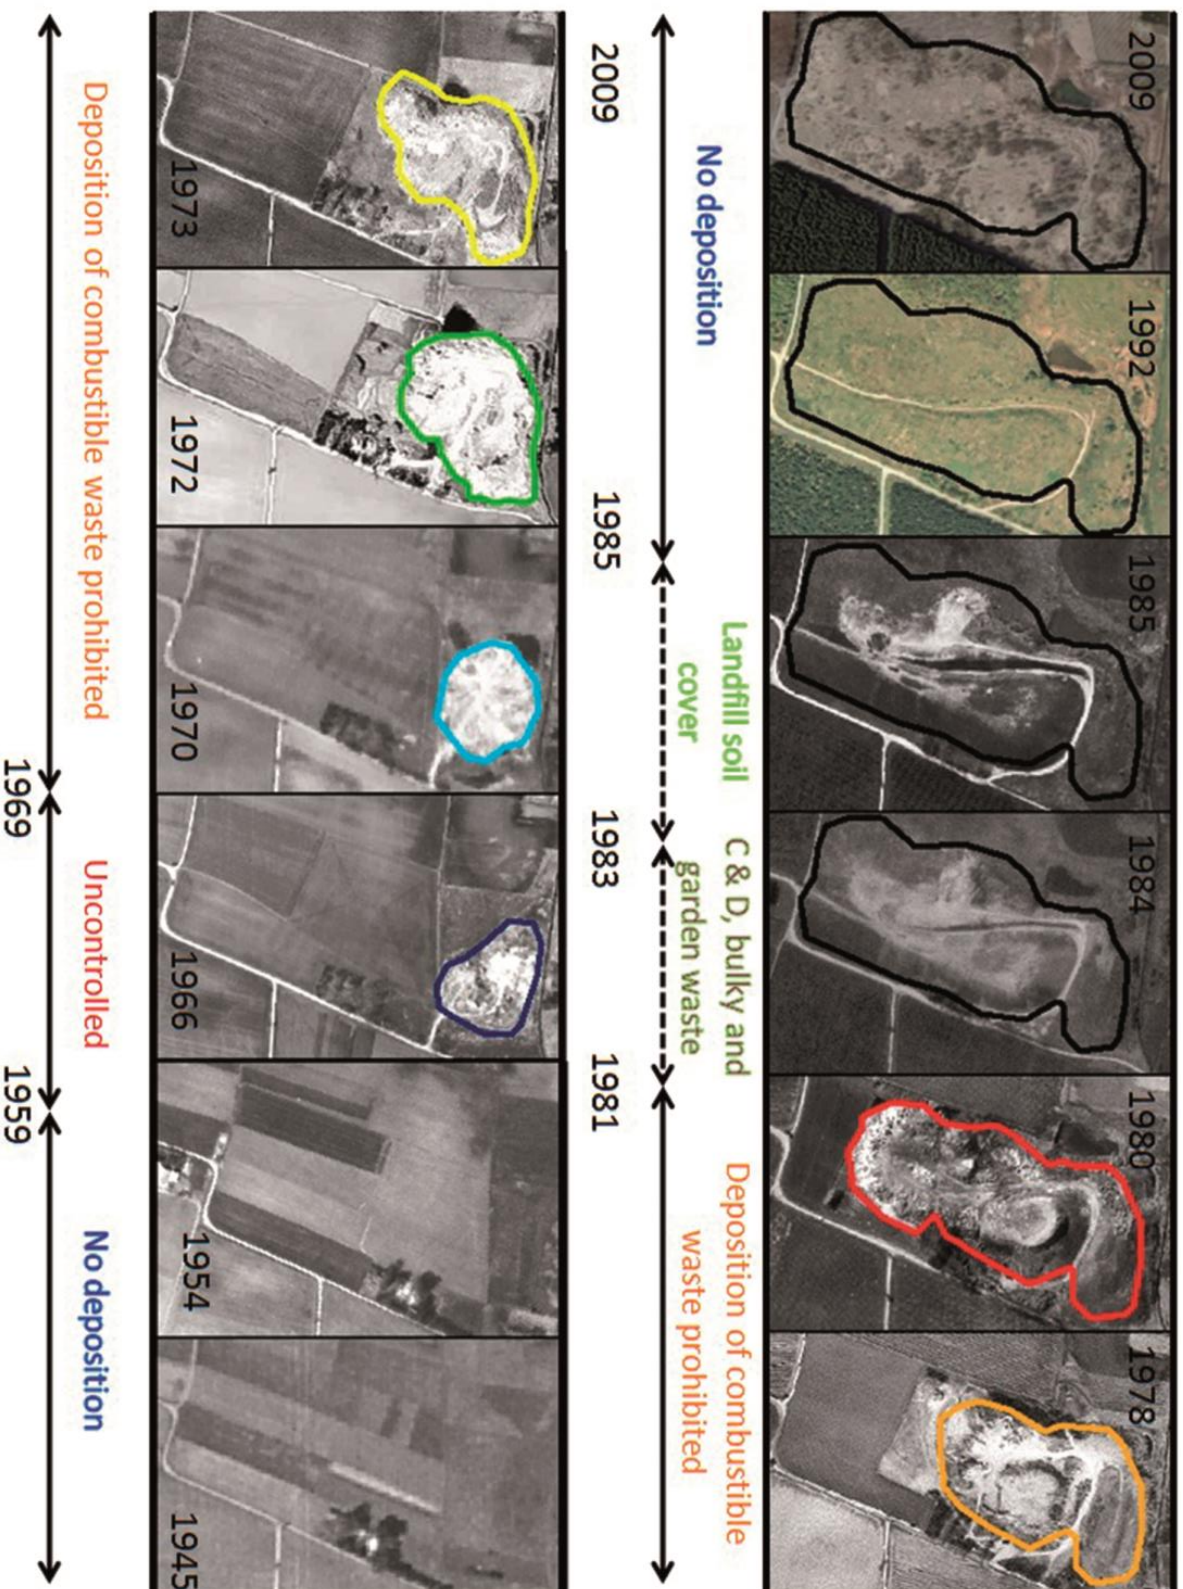 2009
1992
1985
1984
1980
1978
No deposition
Landfill soil
cover
C & D, bulky and
garden waste
Deposition of combustible
waste prohibited
2009
1985
1983
1981
1973
1972
1970
1966
1954
1945
Deposition of combustible waste prohibited
Uncontrolled
No deposition
1969
1959